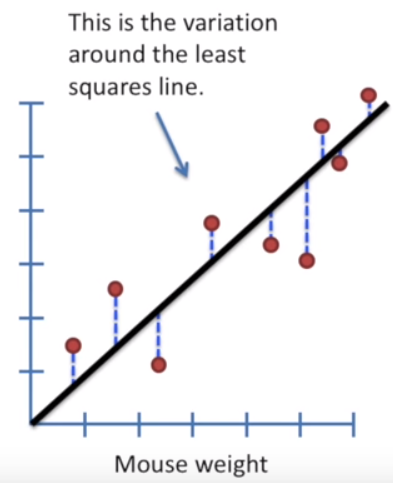 This is the variation
around the least
squares line.
Mouse weight